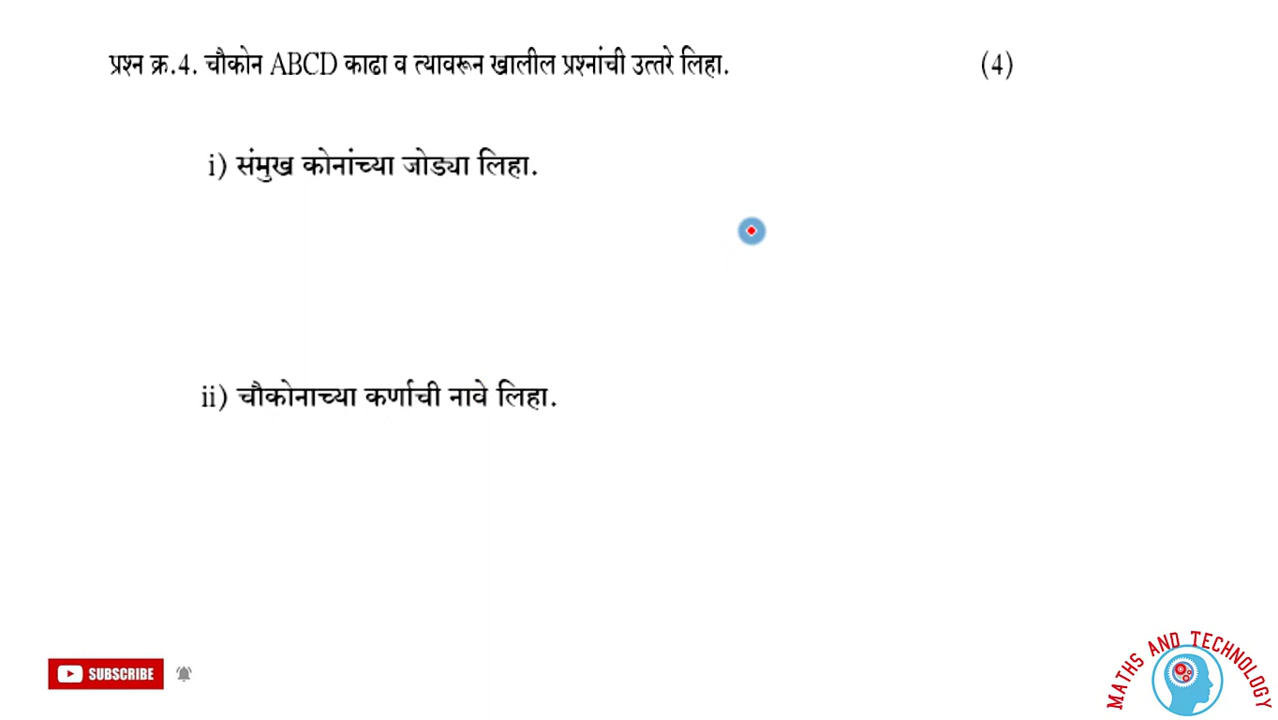 प्रश्न क्र.4. चौकोन ABCD काढा व त्यावरून खालील प्रश्नांची उत्तरे लिहा. (4)
i) संमुख कोनांच्या जोड्या लिहा.
ii) चौकोनाच्या कर्णाची नावे लिहा.
SUBSCRIBE
MATHS AND TECHNOLOGY